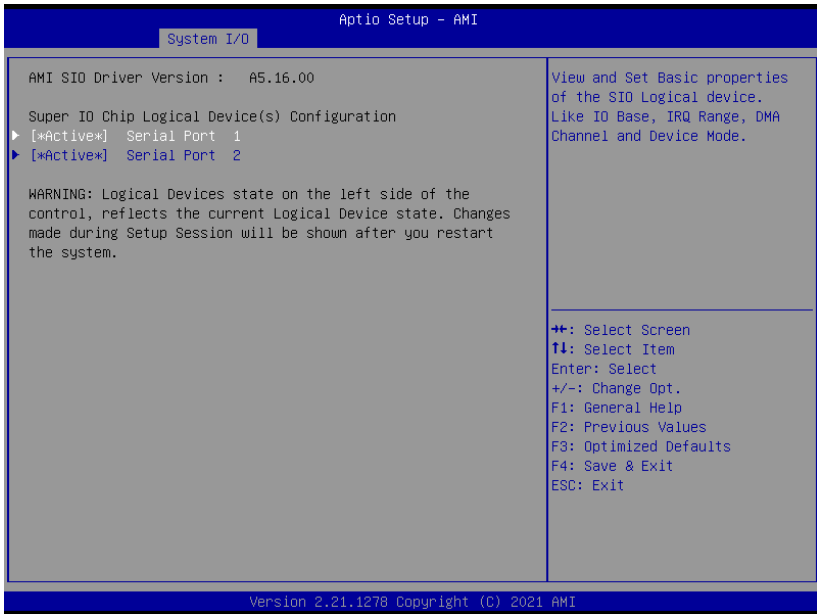 Aptio Setup – AMI
System I/O
AMI SIO Driver Version : A5.16.00
Super IO Chip Logical Device(s) Configuration
[*Active*] Serial Port 1
[*Active*] Serial Port 2
WARNING: Logical Devices state on the left side of the
control, reflects the current Logical Device state. Changes
made during Setup Session will be shown after you restart
the system.
View and Set Basic properties
of the SIO Logical device.
Like IO Base, IRQ Range, DMA
Channel and Device Mode.
→←: Select Screen
↑↓: Select Item
Enter: Select
+/-: Change Opt.
F1: General Help
F2: Previous Values
F3: Optimized Defaults
F4: Save & Exit
ESC: Exit
Version 2.21.1278 Copyright (C) 2021 AMI